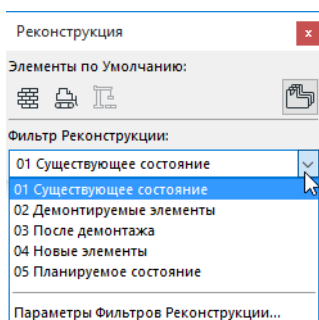 Реконструкция
Элементы по Умолчанию:
Фильтр Реконструкции:
01 Существующее состояние
01 Существующее состояние
02 Демонтируемые элементы
03 После демонтажа
04 Новые элементы
05 Планируемое состояние
Параметры Фильтров Реконструкции...